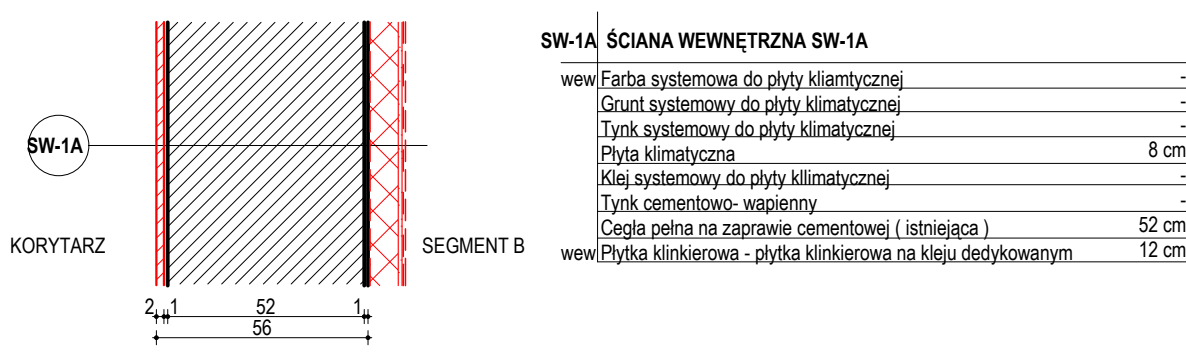 SW-1A ŚCIANA WEWNĘTRZNA SW-1A
wew Farba systemowa do płyty kliamtycznej -
Grunt systemowy do płyty klimatycznej -
Tynk systemowy do płyty klimatycznej -
Płyta klimatyczna 8 cm
Klej systemowy do płyty kllimatycznej -
Tynk cementowo- wapienny -
Cegła pełna na zaprawie cementowej ( istniejąca ) 52 cm
wew Płytka klinkierowa - płytka klinkierowa na kleju dedykowanym 12 cm
SW-1A
KORYTARZ
SEGMENT B
2 1 52 1
56